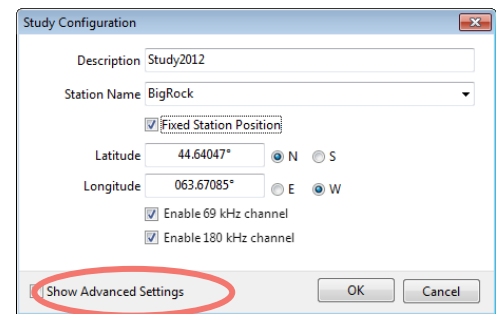 Study Configuration
Description Study2012
Station Name BigRock
Fixed Station Position
Latitude 44.64047° N S
Longitude 063.67085° E W
Enable 69 kHz channel
Enable 180 kHz channel
Show Advanced Settings OK Cancel